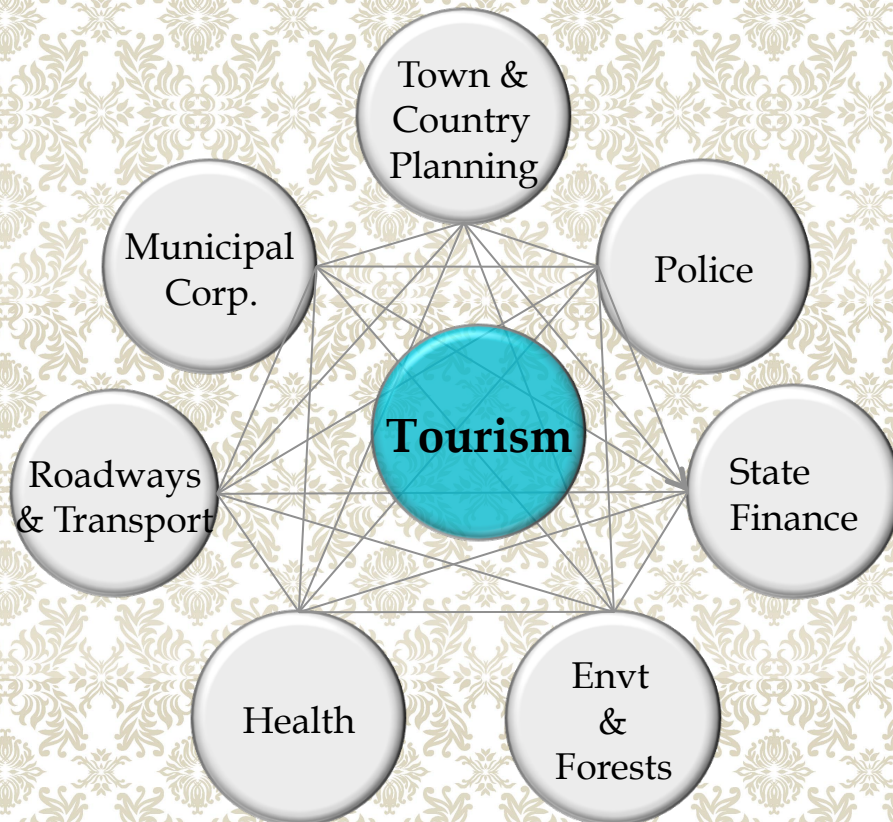 Town &
Country
Planning
Municipal
Corp.
Police
Tourism
Roadways
& Transport
State
Finance
Health
Envt
&
Forests